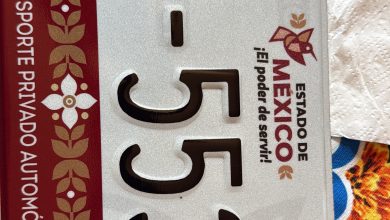 ESTADO DE
MÉXICO
¡El poder de servir!
-55
SPORTE PRIVADO AUTOMÓ